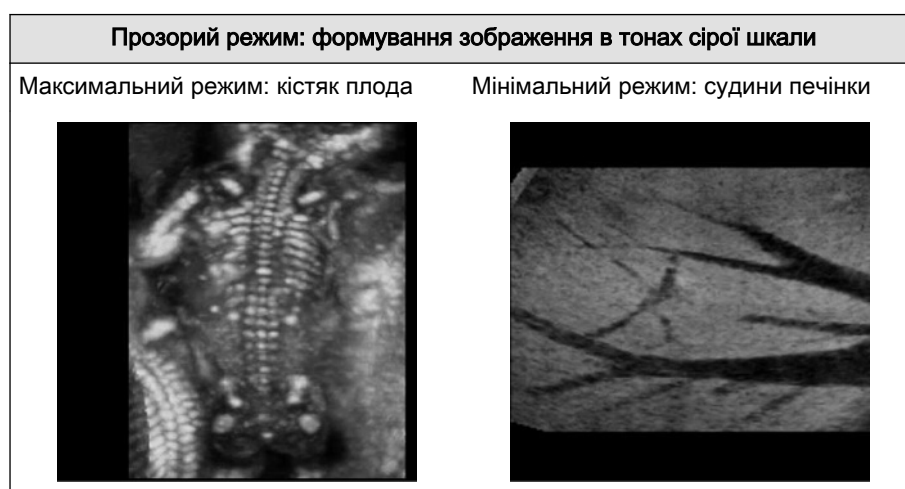 Прозорий режим: формування зображення в тонах сірої шкали
Максимальний режим: кістяк плода
Мінімальний режим: судини печінки